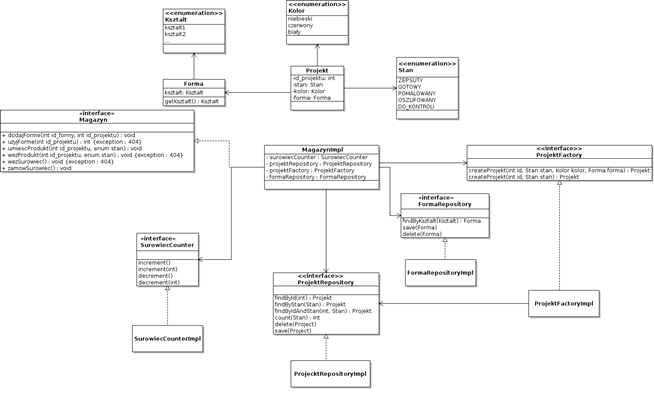 <<enumeration>>
Kształt
kształt1
kształt2
...
<<enumeration>>
Kolor
niebieski
czerwony
biały
Projekt
-id_projektu: int
-stan: Stan
-kolor: Kolor
-forma: Forma
<<enumeration>>
Stan
ZEPSUTY
GOTOWY
POMALOWANY
OSZLIFOWANY
DO_KONTROLI
Forma
kształt: Kształt
getKształt() : Kształt
«interface»
Magazyn
+ dodajForme(int id_formy, int id_projektu) : void
+ uzyjForme(int id_projektu) : int {exception : 404}
+ umiescProdukt(int id_projektu, enum stan) : void
+ wezProdukt(int id_projektu, enum stan) : void {exception : 404}
+ wezSurowiec() : void {exception : 404}
+ zamowSurowiec() : void
MagazynImpl
- surowiecCounter : SurowiecCounter
- projektRepository : ProjektRepository
- projektFactory : ProjektFactory
- formaRepository : FormaRepository
<<interface>>
ProjektFactory
createProjekt(int id, Stan stan, Kolor kolor, Forma forma) : Projekt
createProjekt(int id, Stan stan) : Projekt
«interface»
FormaRepository
findByKsztalt(Kształt) : Forma
save(Forma)
delete(Forma)
«interface»
SurowiecCounter
increment()
increment(int)
decrement()
decrement(int)
FormaRepositoryImpl
<<interface>>
ProjektRepository
findById(int) : Projekt
findByStan(Stan) : Projekt
findByIdAndStan(int, Stan) : Projekt
count(Stan) : int
delete(Project)
save(Project)
ProjektFactoryImpl
SurowiecCounterImpl
ProjecktRepositoryImpl